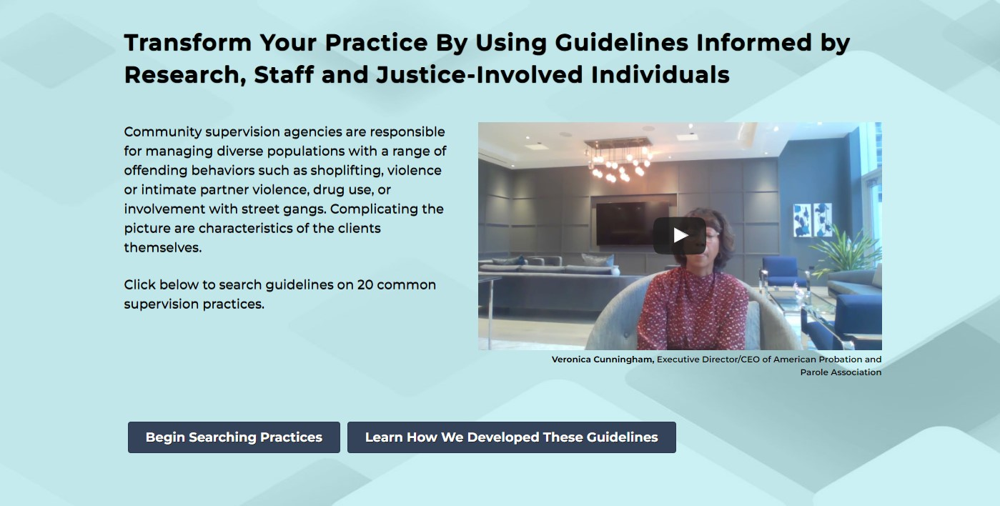 Transform Your Practice By Using Guidelines Informed by
Research, Staff and Justice-Involved Individuals
Community supervision agencies are responsible
for managing diverse populations with a range of
offending behaviors such as shoplifting, violence
or intimate partner violence, drug use, or
involvement with street gangs. Complicating the
picture are characteristics of the clients
themselves.
Click below to search guidelines on 20 common
supervision practices.
Veronica Cunningham, Executive Director/CEO of American Probation and
Parole Association
Begin Searching Practices
Learn How We Developed These Guidelines